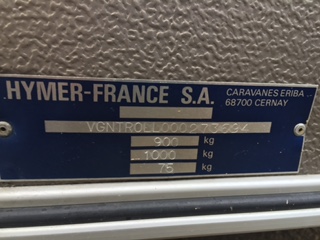 HYMER-FRANCE S.A.
CARAVANES ERIBA
68700 CERNAY
900 kg
1000 kg
75 kg